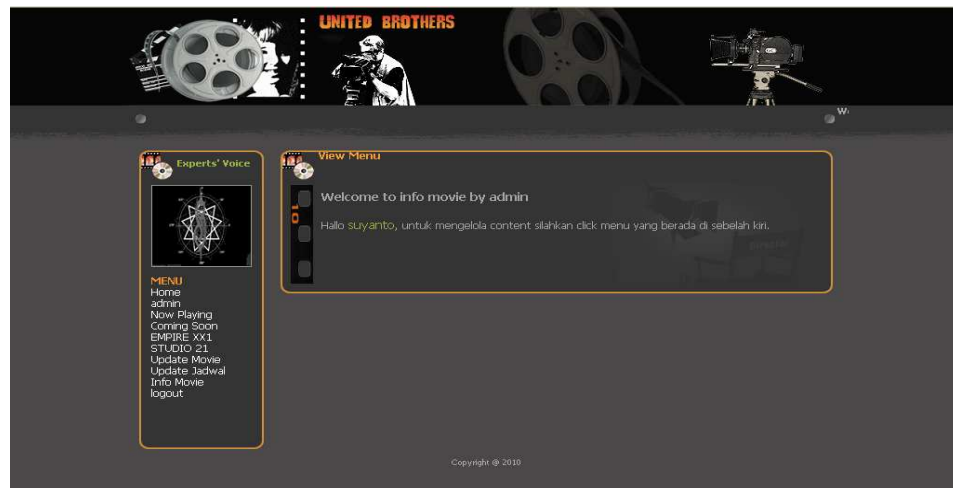 UNITED BROTHERS
W
Experts' Voice
View Menu
10
Welcome to info movie by admin
Hallo suyanto, untuk mengelola content silahkan click menu yang berada di sebelah kiri.
MENU
Home
admin
Now Playing
Coming Soon
EMPIRE XX1
STUDIO 21
Update Movie
Update Jadwal
Info Movie
logout
Copyright @ 2010